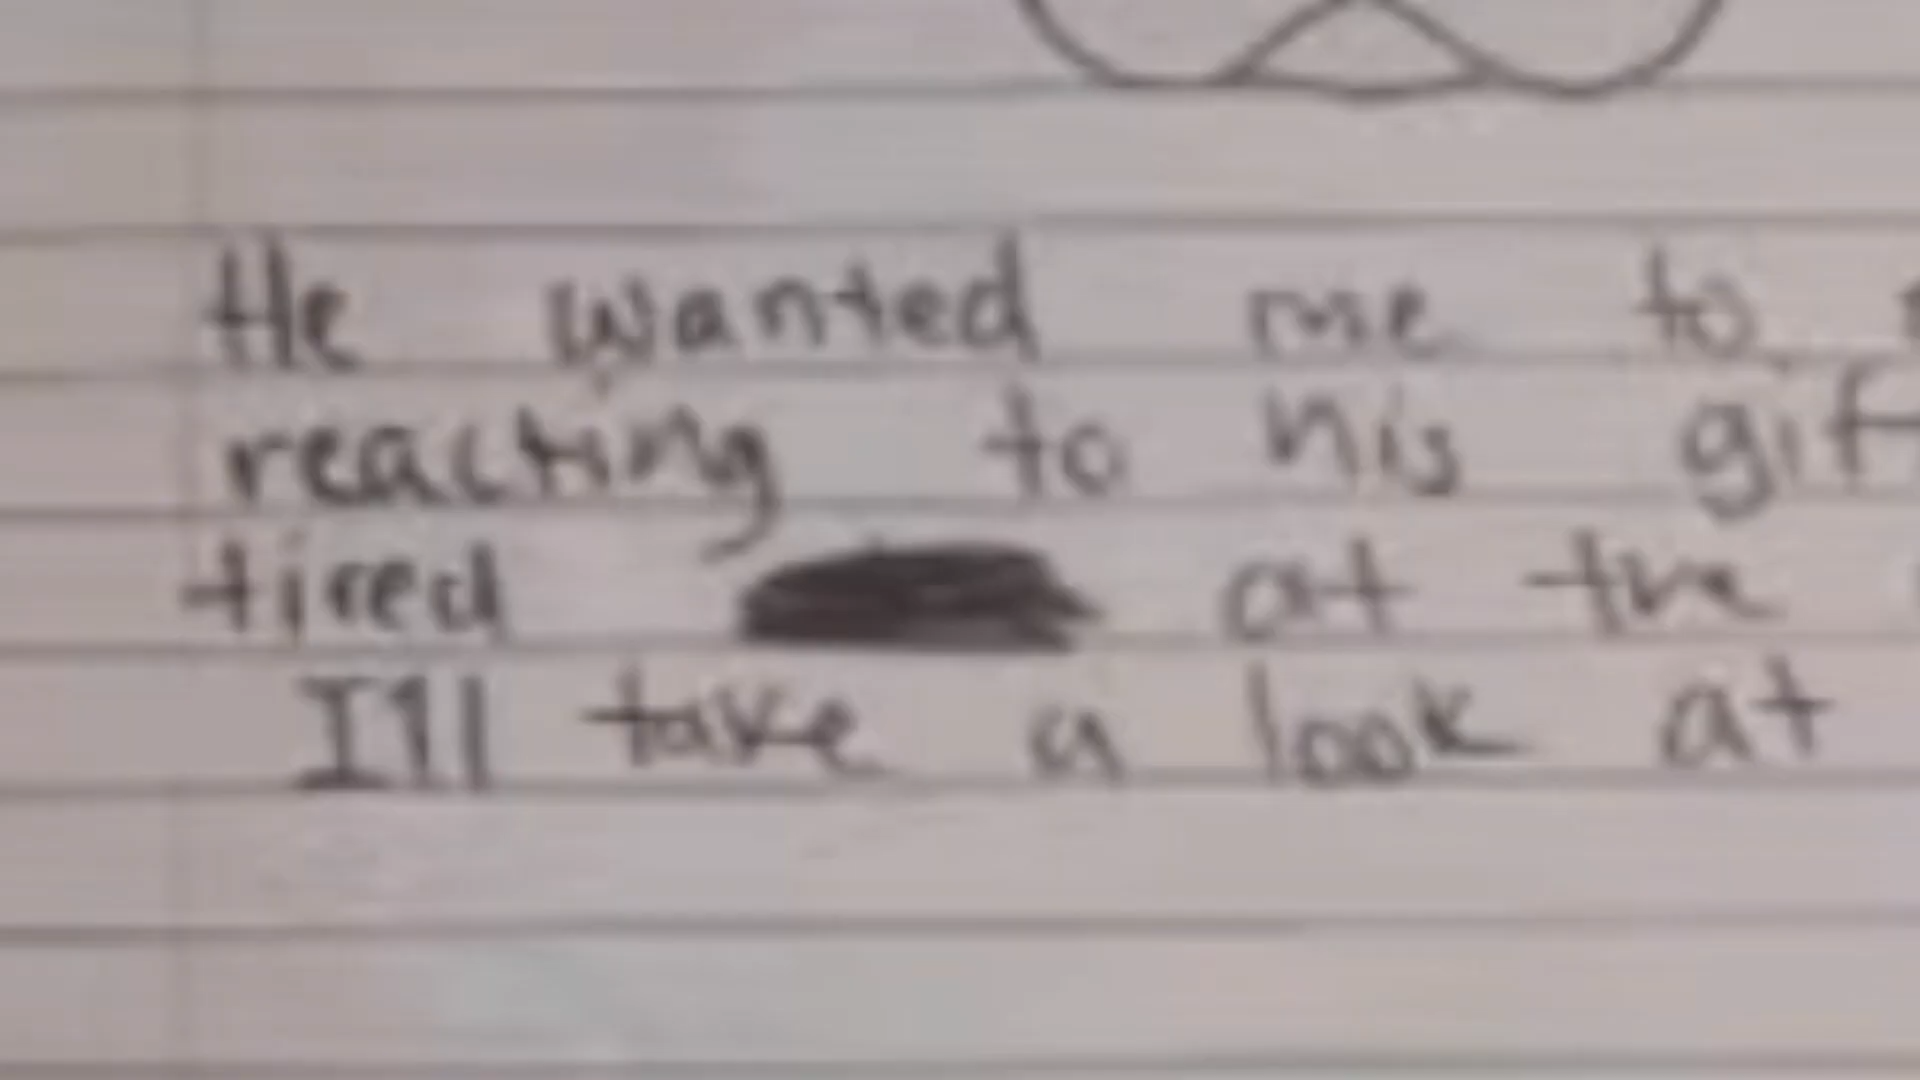 He wanted me to
reacting to his gif
tired at the
I'll take a look at